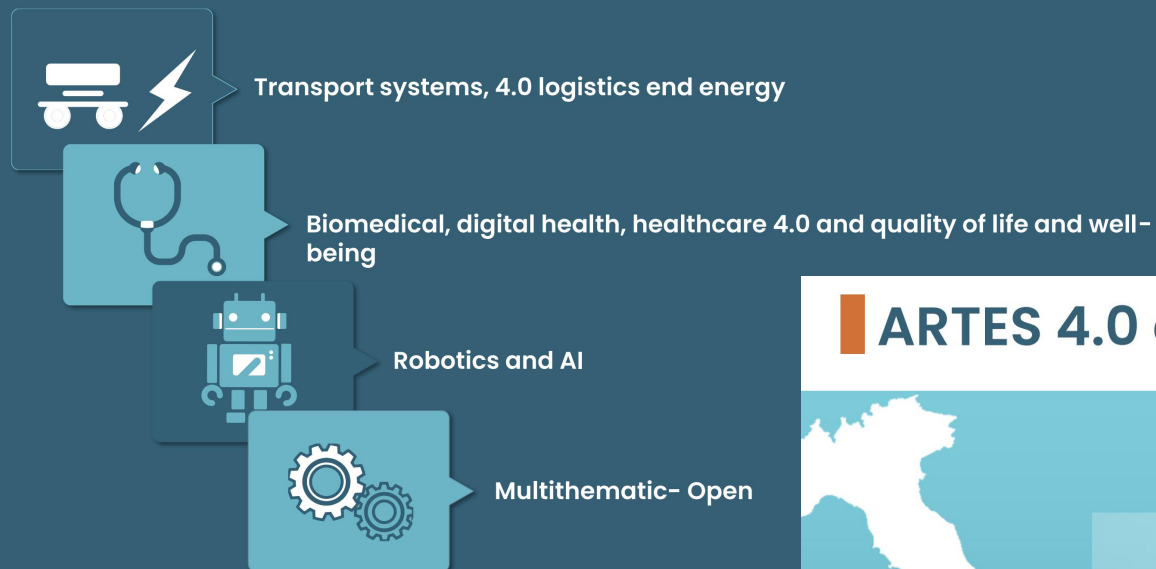 Transport systems, 4.0 logistics end energy
Biomedical, digital health, healthcare 4.0 and quality of life and well-
being
Robotics and AI
ARTES 4.0
Multithematic- Open